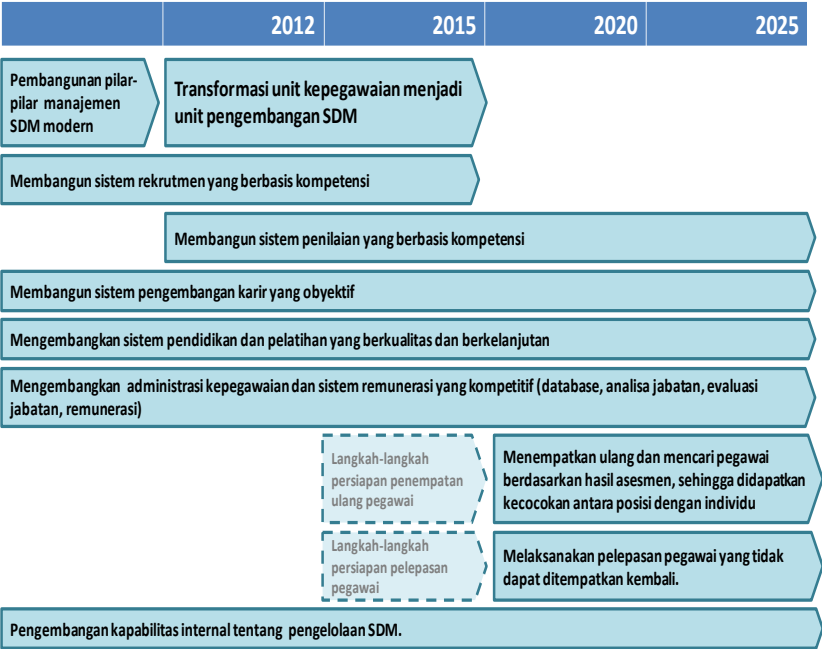 2012 2015 2020 2025
Pembangunan pilar-
pilar manajemen
SDM modern
Transformasi unit kepegawaian menjadi
unit pengembangan SDM
Membangun sistem rekrutmen yang berbasis kompetensi
Membangun sistem penilaian yang berbasis kompetensi
Membangun sistem pengembangan karir yang obyektif
Mengembangkan sistem pendidikan dan pelatihan yang berkualitas dan berkelanjutan
Mengembangkan administrasi kepegawaian dan sistem remunerasi yang kompetitif (database, analisa jabatan, evaluasi
jabatan, remunerasi)
Langkah-langkah
persiapan penempatan
ulang pegawai
Menempatkan ulang dan mencari pegawai
berdasarkan hasil asesmen, sehingga didapatkan
kecocokan antara posisi dengan individu
Langkah-langkah
persiapan pelepasan
pegawai
Melaksanakan pelepasan pegawai yang tidak
dapat ditempatkan kembali.
Pengembangan kapabilitas internal tentang pengelolaan SDM.